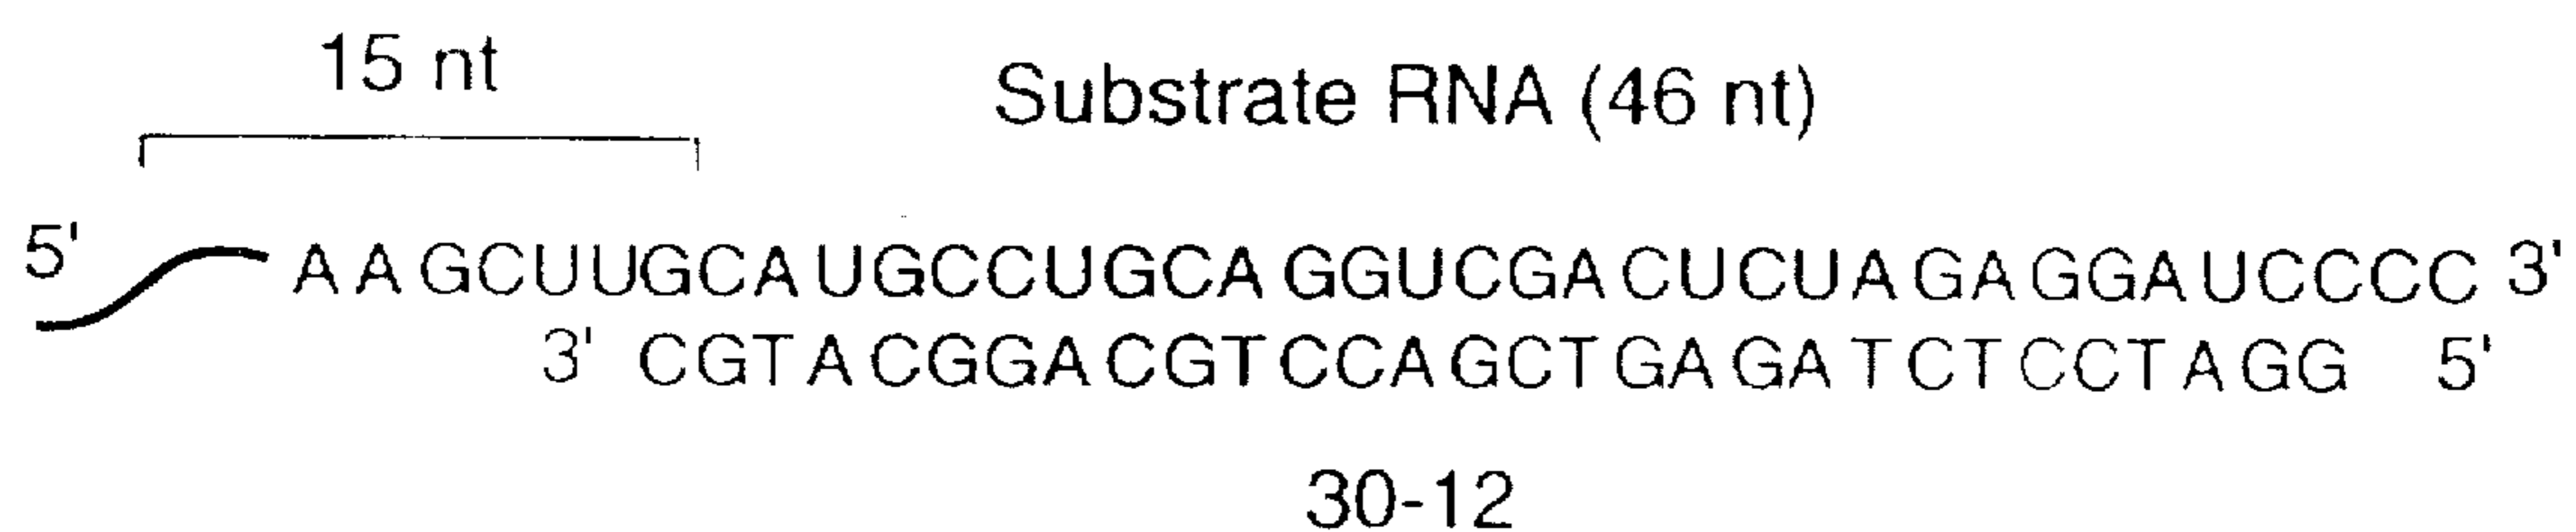 15 nt
Substrate RNA (46 nt)
5' AAGCUUGCAUGCCUGCAGGUCGACUCUAGAGGAUCCCC 3'
3' CGTACGGACGTCCAGCTGAGATCTCCTAGG 5'
30-12